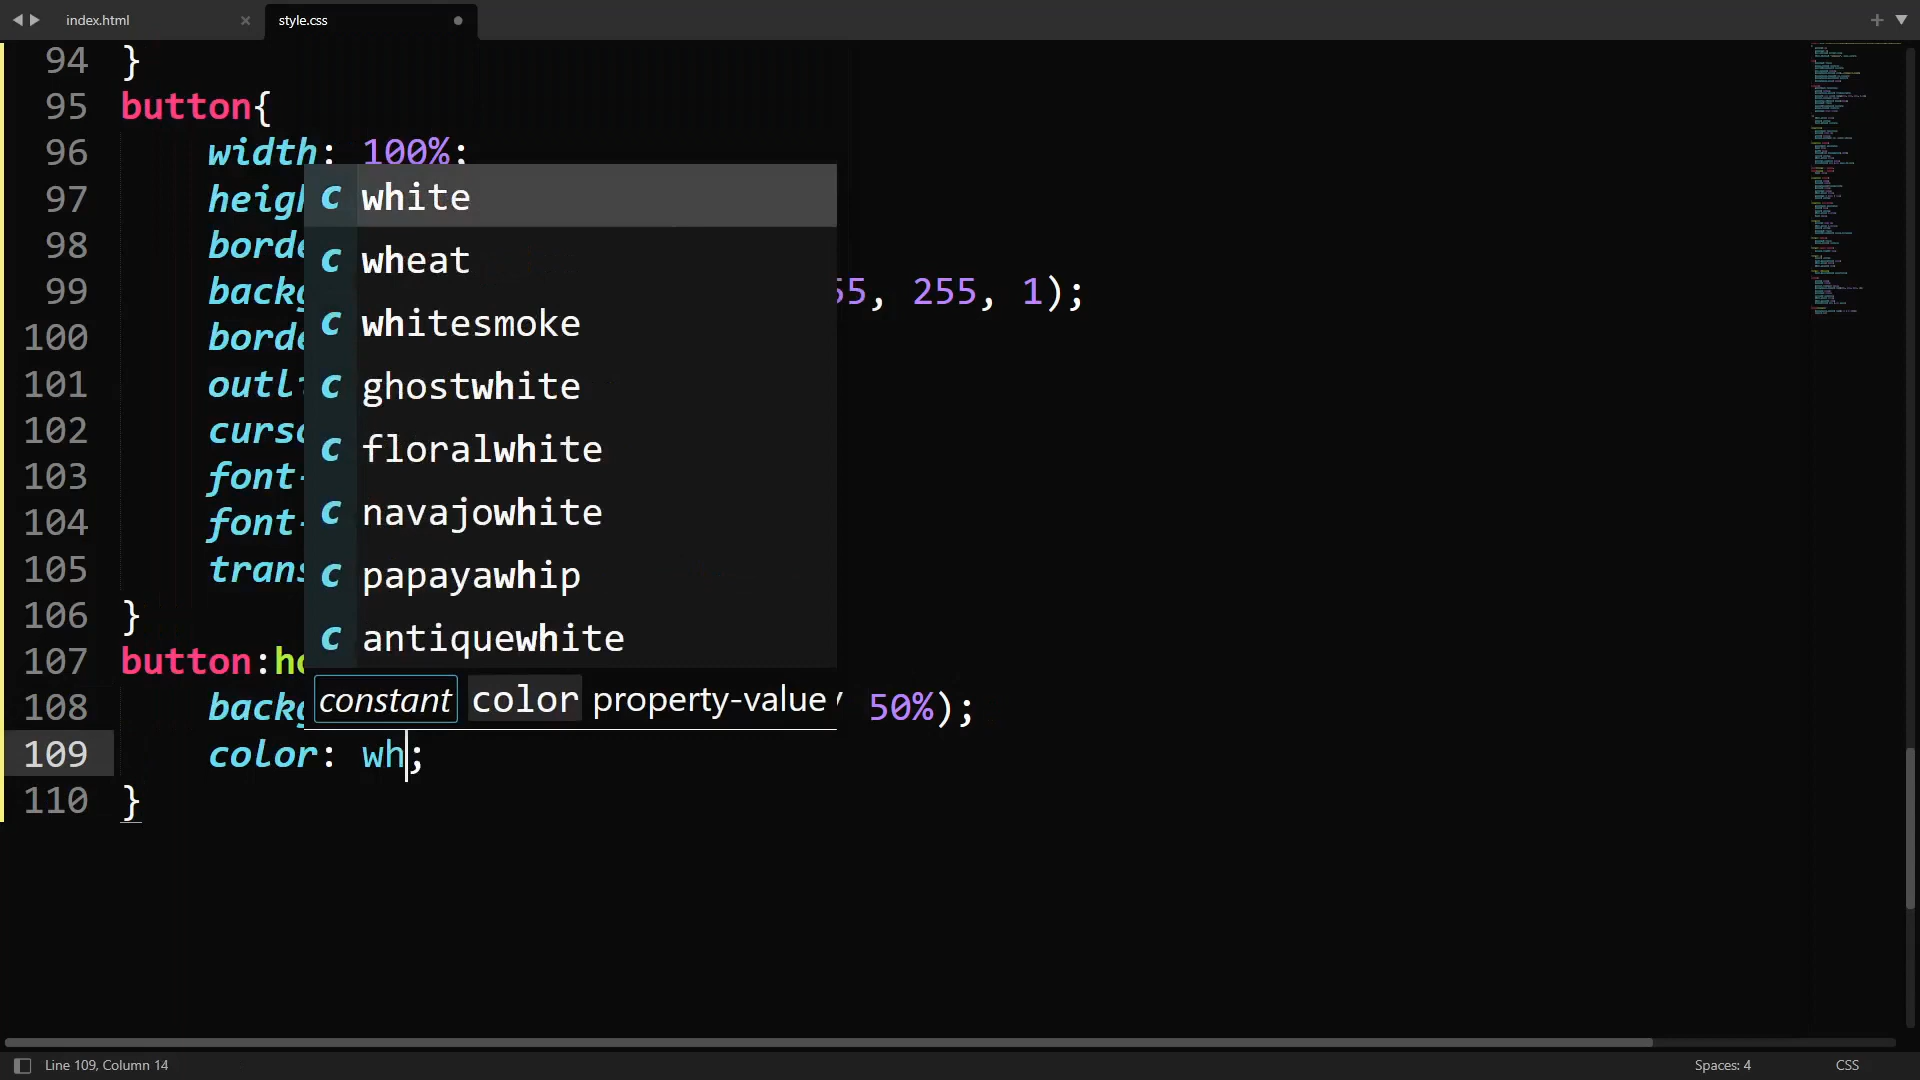 index.html
style.css
94 }
95 button{
96 width: 100%;
97 heigh
98 borde
99 backg 55, 255, 1);
100 borde
101 outli
102 curso
103 font-
104 font-
105 trans
106 }
107 button:ho
108 backg 50%);
109 color: wh;
110 }
c white
c wheat
c whitesmoke
c ghostwhite
c floralwhite
c navajowhite
c papayawhip
c antiquewhite
constant color property-value
Line 109, Column 14
Spaces: 4
CSS